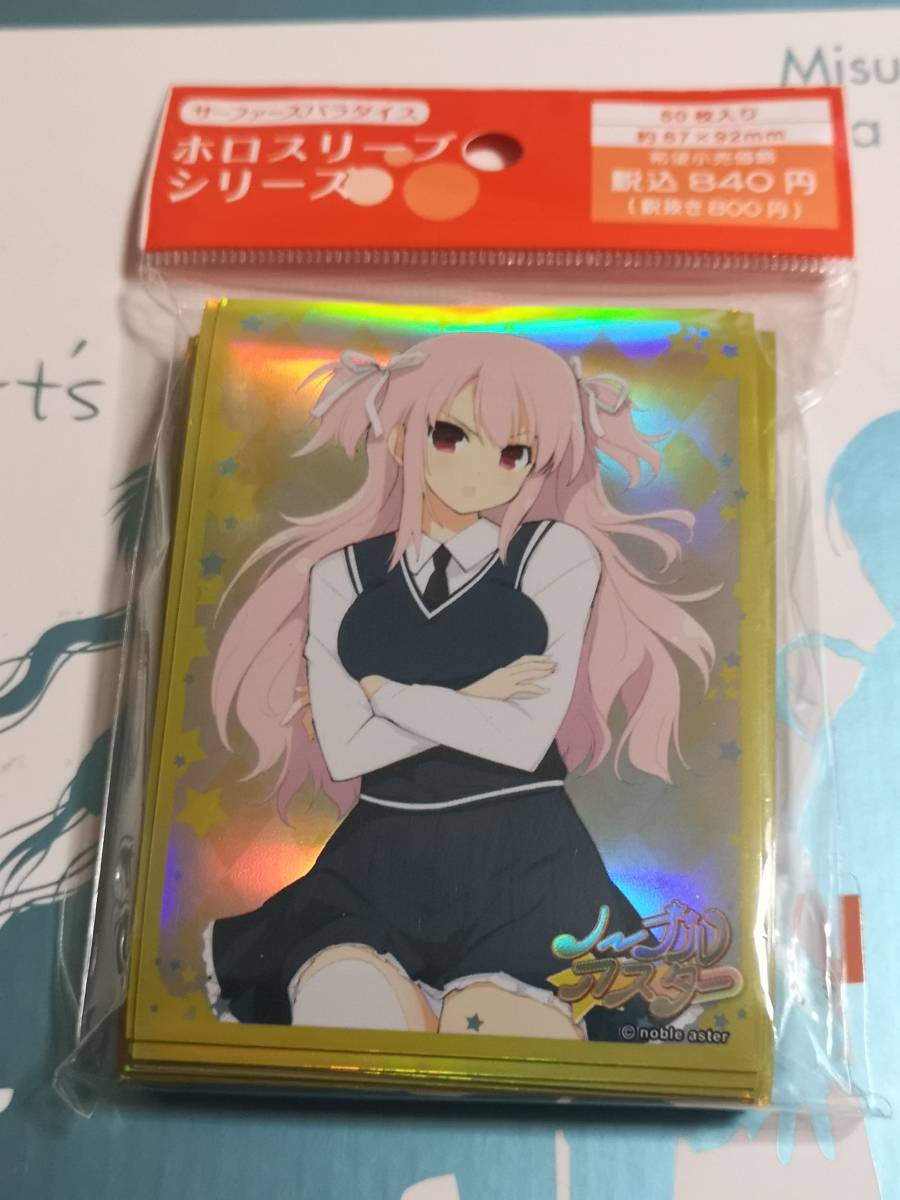 Misu
a
サーファーズパラダイス
ホロスリーブ
シリーズ
60枚入り
約67×92mm
希望小売価格
税込840円
(税抜き800円)
t's
ノーブル
アスター
© noble aster